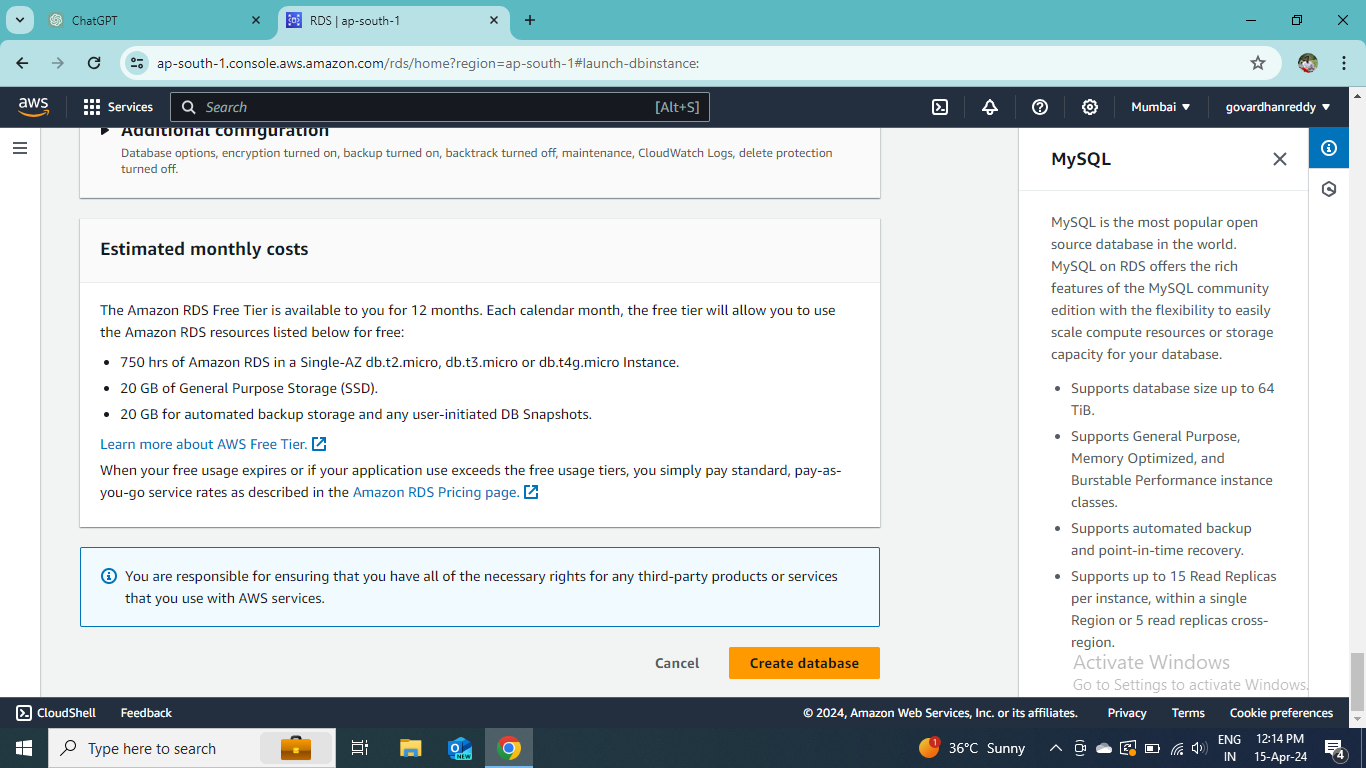 ChatGPT
RDS | ap-south-1
ap-south-1.console.aws.amazon.com/rds/home?region=ap-south-1#launch-dbinstance:
aws
Services
Search
[Alt+S]
Mumbai
govardhanreddy
Additional configuration
Database options, encryption turned on, backup turned on, backtrack turned off, maintenance, CloudWatch Logs, delete protection
turned off.
Estimated monthly costs
The Amazon RDS Free Tier is available to you for 12 months. Each calendar month, the free tier will allow you to use
the Amazon RDS resources listed below for free:
• 750 hrs of Amazon RDS in a Single-AZ db.t2.micro, db.t3.micro or db.t4g.micro Instance.
• 20 GB of General Purpose Storage (SSD).
• 20 GB for automated backup storage and any user-initiated DB Snapshots.
Learn more about AWS Free Tier.
When your free usage expires or if your application use exceeds the free usage tiers, you simply pay standard, pay-as-
you-go service rates as described in the Amazon RDS Pricing page.
You are responsible for ensuring that you have all of the necessary rights for any third-party products or services
that you use with AWS services.
Cancel
Create database
MySQL
MySQL is the most popular open
source database in the world.
MySQL on RDS offers the rich
features of the MySQL community
edition with the flexibility to easily
scale compute resources or storage
capacity for your database.
• Supports database size up to 64
TiB.
• Supports General Purpose,
Memory Optimized, and
Burstable Performance instance
classes.
• Supports automated backup
and point-in-time recovery.
• Supports up to 15 Read Replicas
per instance, within a single
Region or 5 read replicas cross-
region.
Activate Windows
Go to Settings to activate Windows.
CloudShell
Feedback
© 2024, Amazon Web Services, Inc. or its affiliates.
Privacy
Terms
Cookie preferences
Type here to search
NEW
1
36°C Sunny
ENG
IN
12:14 PM
15-Apr-24
4